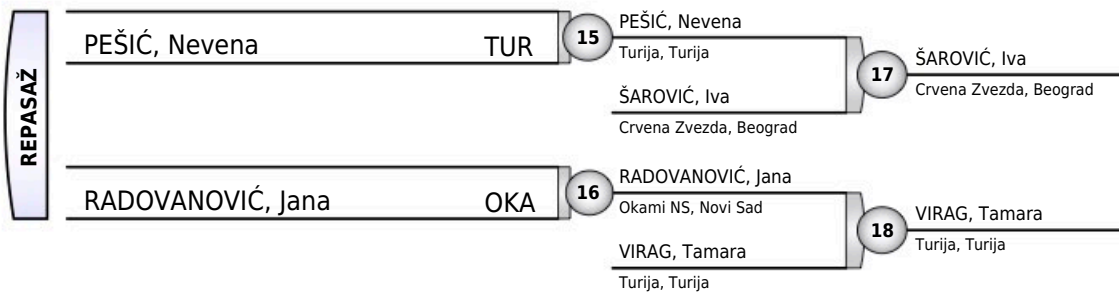 REPASAŽ
PEŠIĆ, Nevena TUR
15
PEŠIĆ, Nevena
Turija, Turija
ŠAROVIĆ, Iva
Crvena Zvezda, Beograd
17
ŠAROVIĆ, Iva
Crvena Zvezda, Beograd
RADOVANOVIĆ, Jana OKA
16
RADOVANOVIĆ, Jana
Okami NS, Novi Sad
VIRAG, Tamara
Turija, Turija
18
VIRAG, Tamara
Turija, Turija